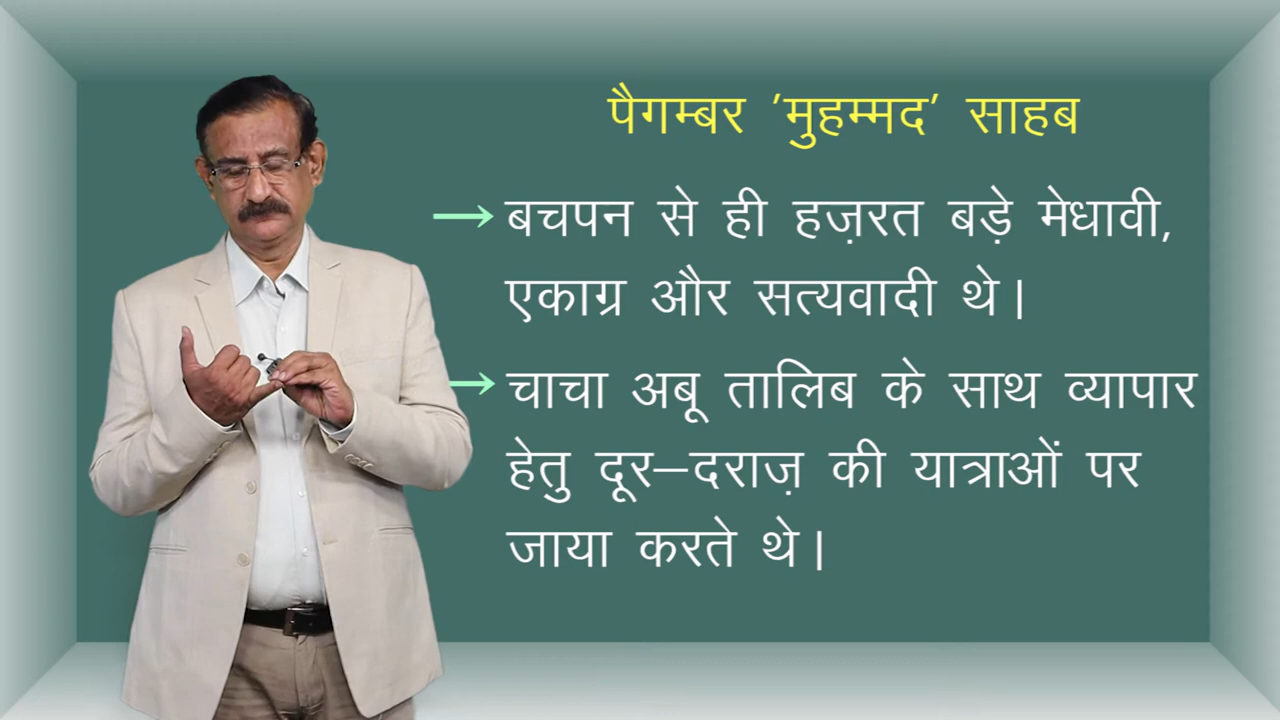 पैगम्बर 'मुहम्मद' साहब
→ बचपन से ही हज़रत बड़े मेधावी,
एकाग्र और सत्यवादी थे।
→ चाचा अबू तालिब के साथ व्यापार
हेतु दूर–दराज़ की यात्राओं पर
जाया करते थे।